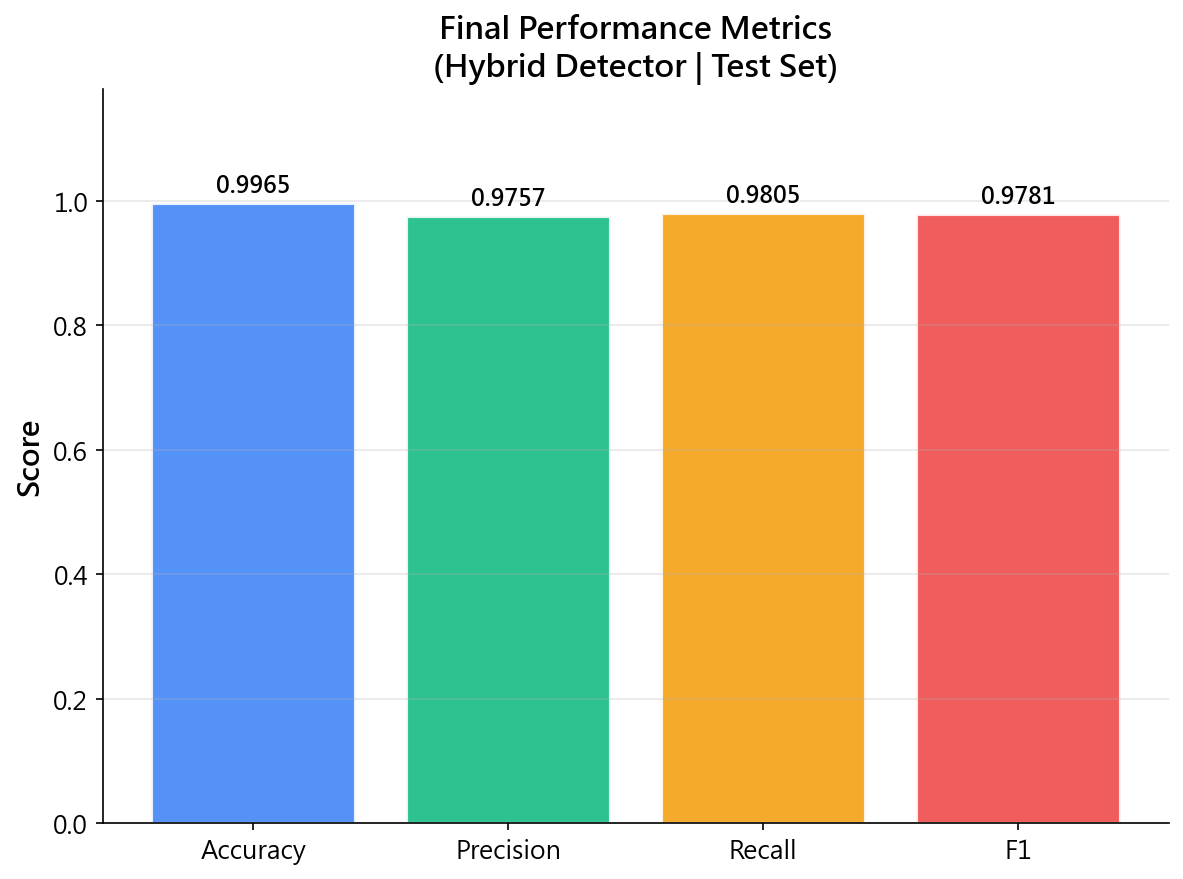 Final Performance Metrics
(Hybrid Detector | Test Set)
Score
1.0
0.8
0.6
0.4
0.2
0.0
0.9965
0.9757
0.9805
0.9781
Accuracy
Precision
Recall
F1